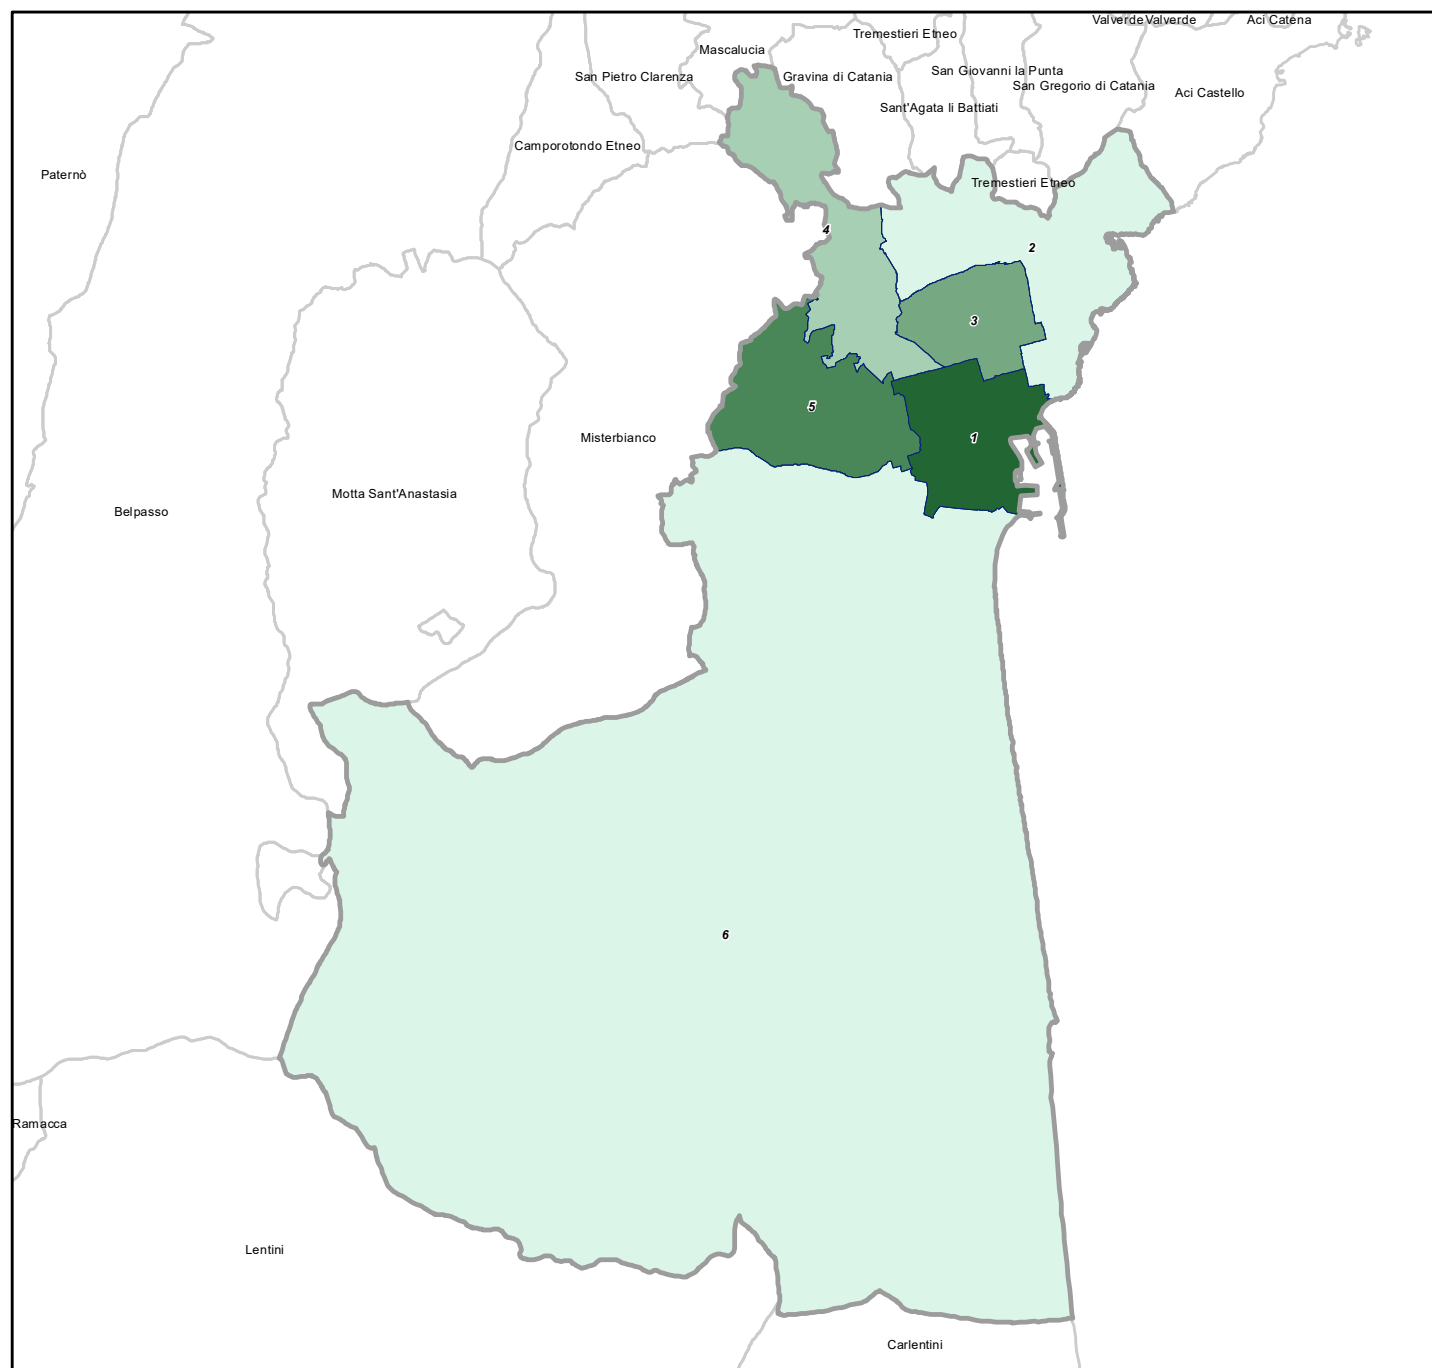 ValverdeValverde
Aci Catena
Tremestieri Etneo
Mascalucia
San Pietro Clarenza
Gravina di Catania
San Giovanni la Punta
San Gregorio di Catania
Aci Castello
Sant'Agata li Battiati
Camporotondo Etneo
Paternò
Tremestieri Etneo
4
2
3
5
Misterbianco
1
Motta Sant'Anastasia
Belpasso
6
Ramacca
Lentini
Carlentini